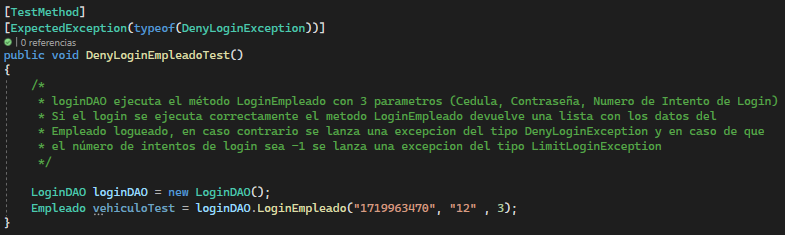 [TestMethod]
[ExpectedException(typeof(DenyLoginException))]
| 0 referencias
public void DenyLoginEmpleadoTest()
{
/*
* loginDAO ejecuta el método LoginEmpleado con 3 parametros (Cedula, Contraseña, Numero de Intento de Login)
* Si el login se ejecuta correctamente el metodo LoginEmpleado devuelve una lista con los datos del
* Empleado logueado, en caso contrario se lanza una excepcion del tipo DenyLoginException y en caso de que
* el número de intentos de login sea -1 se lanza una excepcion del tipo LimitLoginException
*/
LoginDAO loginDAO = new LoginDAO();
Empleado vehiculoTest = loginDAO.LoginEmpleado("1719963470", "12" , 3);
}